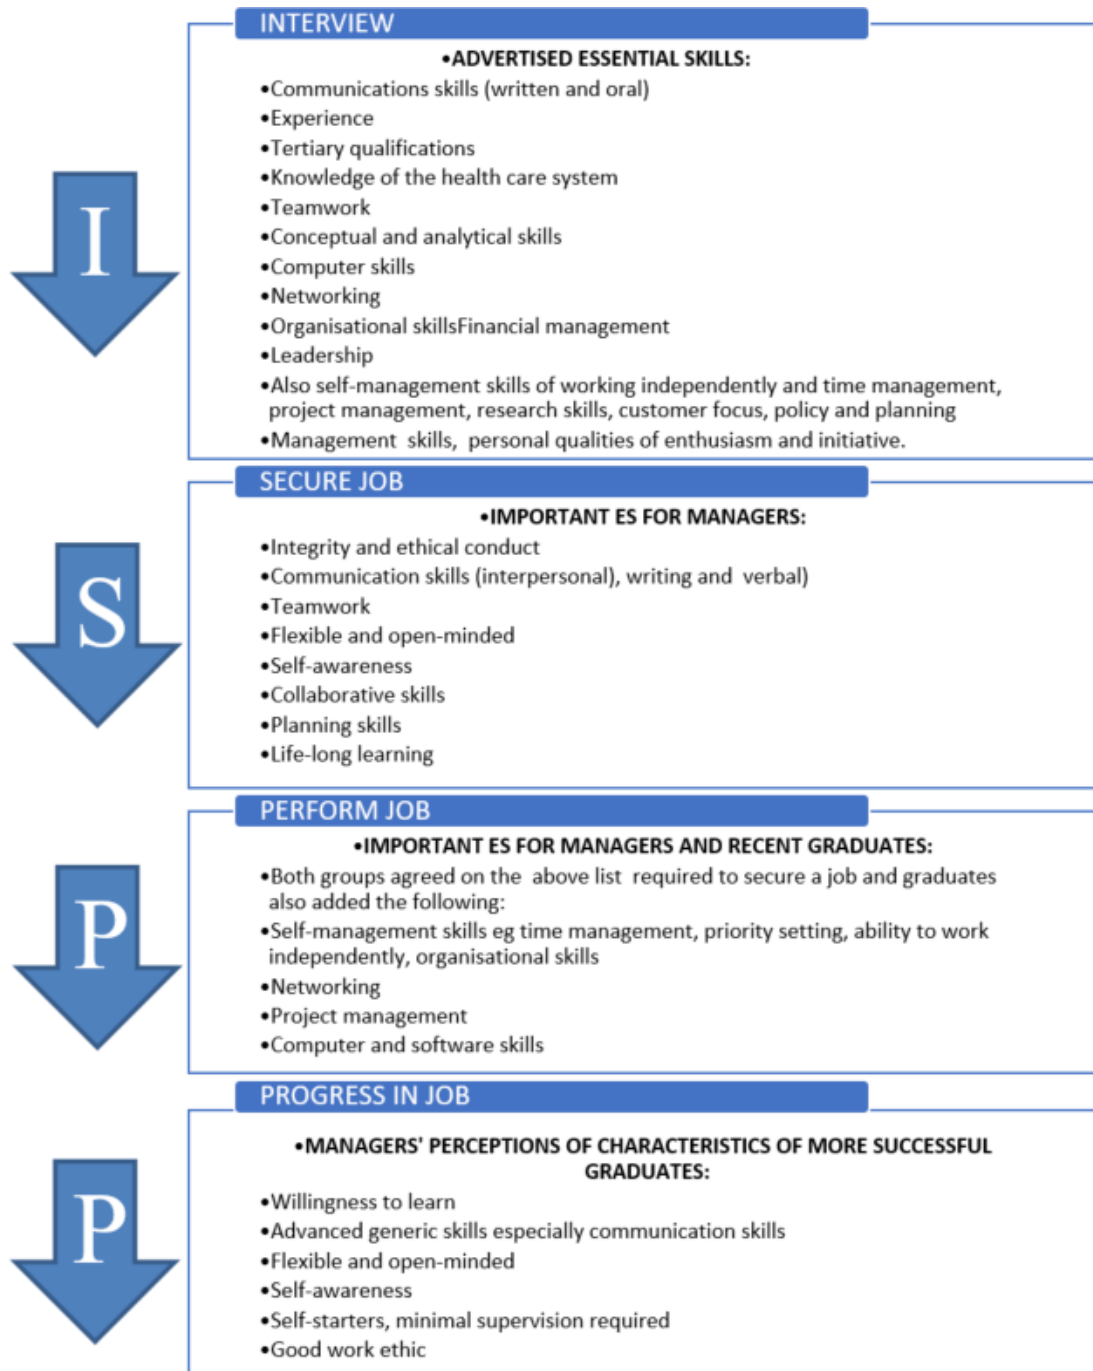 INTERVIEW
•ADVERTISED ESSENTIAL SKILLS:
•Communications skills (written and oral)
•Experience
•Tertiary qualifications
•Knowledge of the health care system
•Teamwork
•Conceptual and analytical skills
•Computer skills
•Networking
•Organisational skillsFinancial management
•Leadership
•Also self-management skills of working independently and time management,
project management, research skills, customer focus, policy and planning
•Management skills, personal qualities of enthusiasm and initiative.
I
SECURE JOB
•IMPORTANT ES FOR MANAGERS:
•Integrity and ethical conduct
•Communication skills (interpersonal), writing and verbal)
•Teamwork
•Flexible and open-minded
•Self-awareness
•Collaborative skills
•Planning skills
•Life-long learning
S
PERFORM JOB
•IMPORTANT ES FOR MANAGERS AND RECENT GRADUATES:
•Both groups agreed on the above list required to secure a job and graduates
also added the following:
•Self-management skills eg time management, priority setting, ability to work
independently, organisational skills
•Networking
•Project management
•Computer and software skills
P
PROGRESS IN JOB
•MANAGERS' PERCEPTIONS OF CHARACTERISTICS OF MORE SUCCESSFUL
GRADUATES:
•Willingness to learn
•Advanced generic skills especially communication skills
•Flexible and open-minded
•Self-awareness
•Self-starters, minimal supervision required
•Good work ethic
P